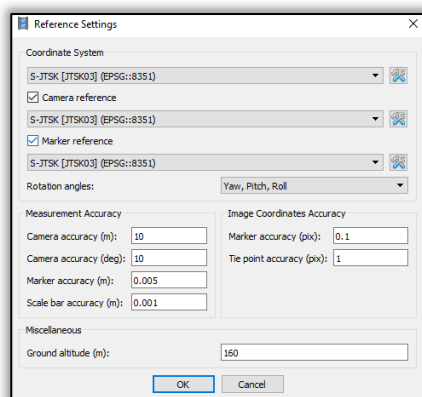 Reference Settings
Coordinate System
S-JTSK [JTSK03] (EPSG::8351)
Camera reference
S-JTSK [JTSK03] (EPSG::8351)
Marker reference
S-JTSK [JTSK03] (EPSG::8351)
Rotation angles: Yaw, Pitch, Roll
Measurement Accuracy
Camera accuracy (m): 10
Camera accuracy (deg): 10
Marker accuracy (m): 0.005
Scale bar accuracy (m): 0.001
Image Coordinates Accuracy
Marker accuracy (pix): 0.1
Tie point accuracy (pix): 1
Miscellaneous
Ground altitude (m): 160
OK Cancel